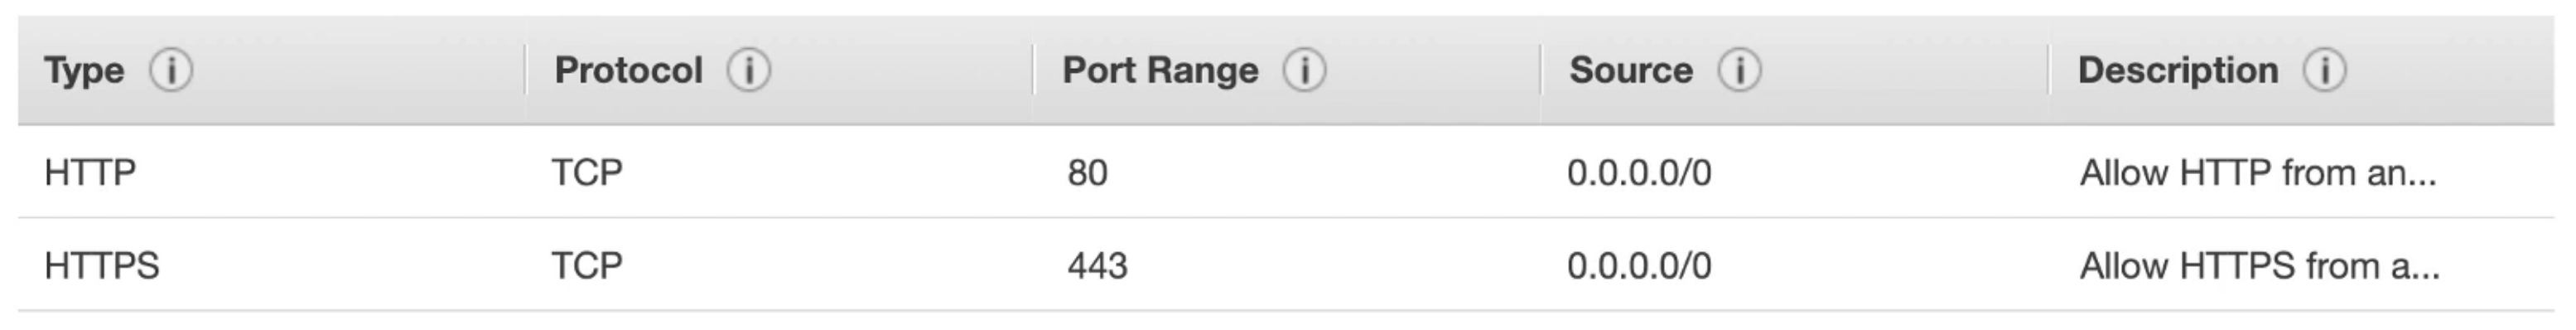 Type Protocol Port Range Source Description
HTTP TCP 80 0.0.0.0/0 Allow HTTP from an...
HTTPS TCP 443 0.0.0.0/0 Allow HTTPS from a...